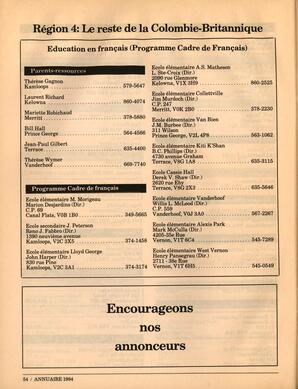 Région 4: Le reste de la Colombie-Britannique
Education en français (Programme Cadre de Français)
Parents-ressources
Thérèse Gagnon
Kamloops 579-5647
Laurent Richard
Kelowna 860-4074
Mariette Robichaud
Merritt 378-5880
Bill Hall
Prince George 564-4566
Jean-Paul Gilbert
Terrace 635-4400
Thérèse Wymer
Vanderhoof 669-7740
Programme Cadre de français
Ecole élémentaire M. Morigeau
Marion Desjardins (Dir.)
C.P. 69
Canal Flats, V0B 1B0 349-5665
Ecole secondaire J. Peterson
Reno J. Fabbro (Dir.)
1390 neuvième avenue
Kamloops, V2C 3X5 374-1458
Ecole élémentaire Lloyd George
John Harper (Dir.)
830 rue Pine
Kamloops, V2C 3A1 374-3174
Ecole élémentaire A.S. Matheson
L. Ste-Croix (Dir.)
2090 rue Glenmore
Kelowna, V1X 3H9 860-2525
Ecole élémentaire Collettville
Jim Murdoch (Dir.)
C.P. 247
Merritt, V0K 2B0 378-2230
Ecole élémentaire Van Bien
J.M. Burbee (Dir.)
311 Wilson
Prince George, V2L 4P8 563-1062
Ecole élémentaire Kiti K'Shan
B.C. Phillips (Dir.)
4730 avenue Graham
Terrace, V8G 1A8 635-3115
Ecole Cassie Hall
Derek V. Shaw (Dir.)
2620 rue Eby
Terrace, V8G 2X3 635-5646
Ecole élémentaire Vanderhoof
Willis L. McLeod (Dir.)
C.P. 559
Vanderhoof, V0J 3A0 567-2267
Ecole élémentaire Alexis Park
Mark McCulla (Dir.)
4205-35e Rue
Vernon, V1T 6C4 545-7289
Ecole élémentaire West Vernon
Henry Pansegrau (Dir.)
2711 - 38e Rue
Vernon, V1T 6H5 545-0549
Encourageons
nos
annonceurs
54 / ANNUAIRE 1984